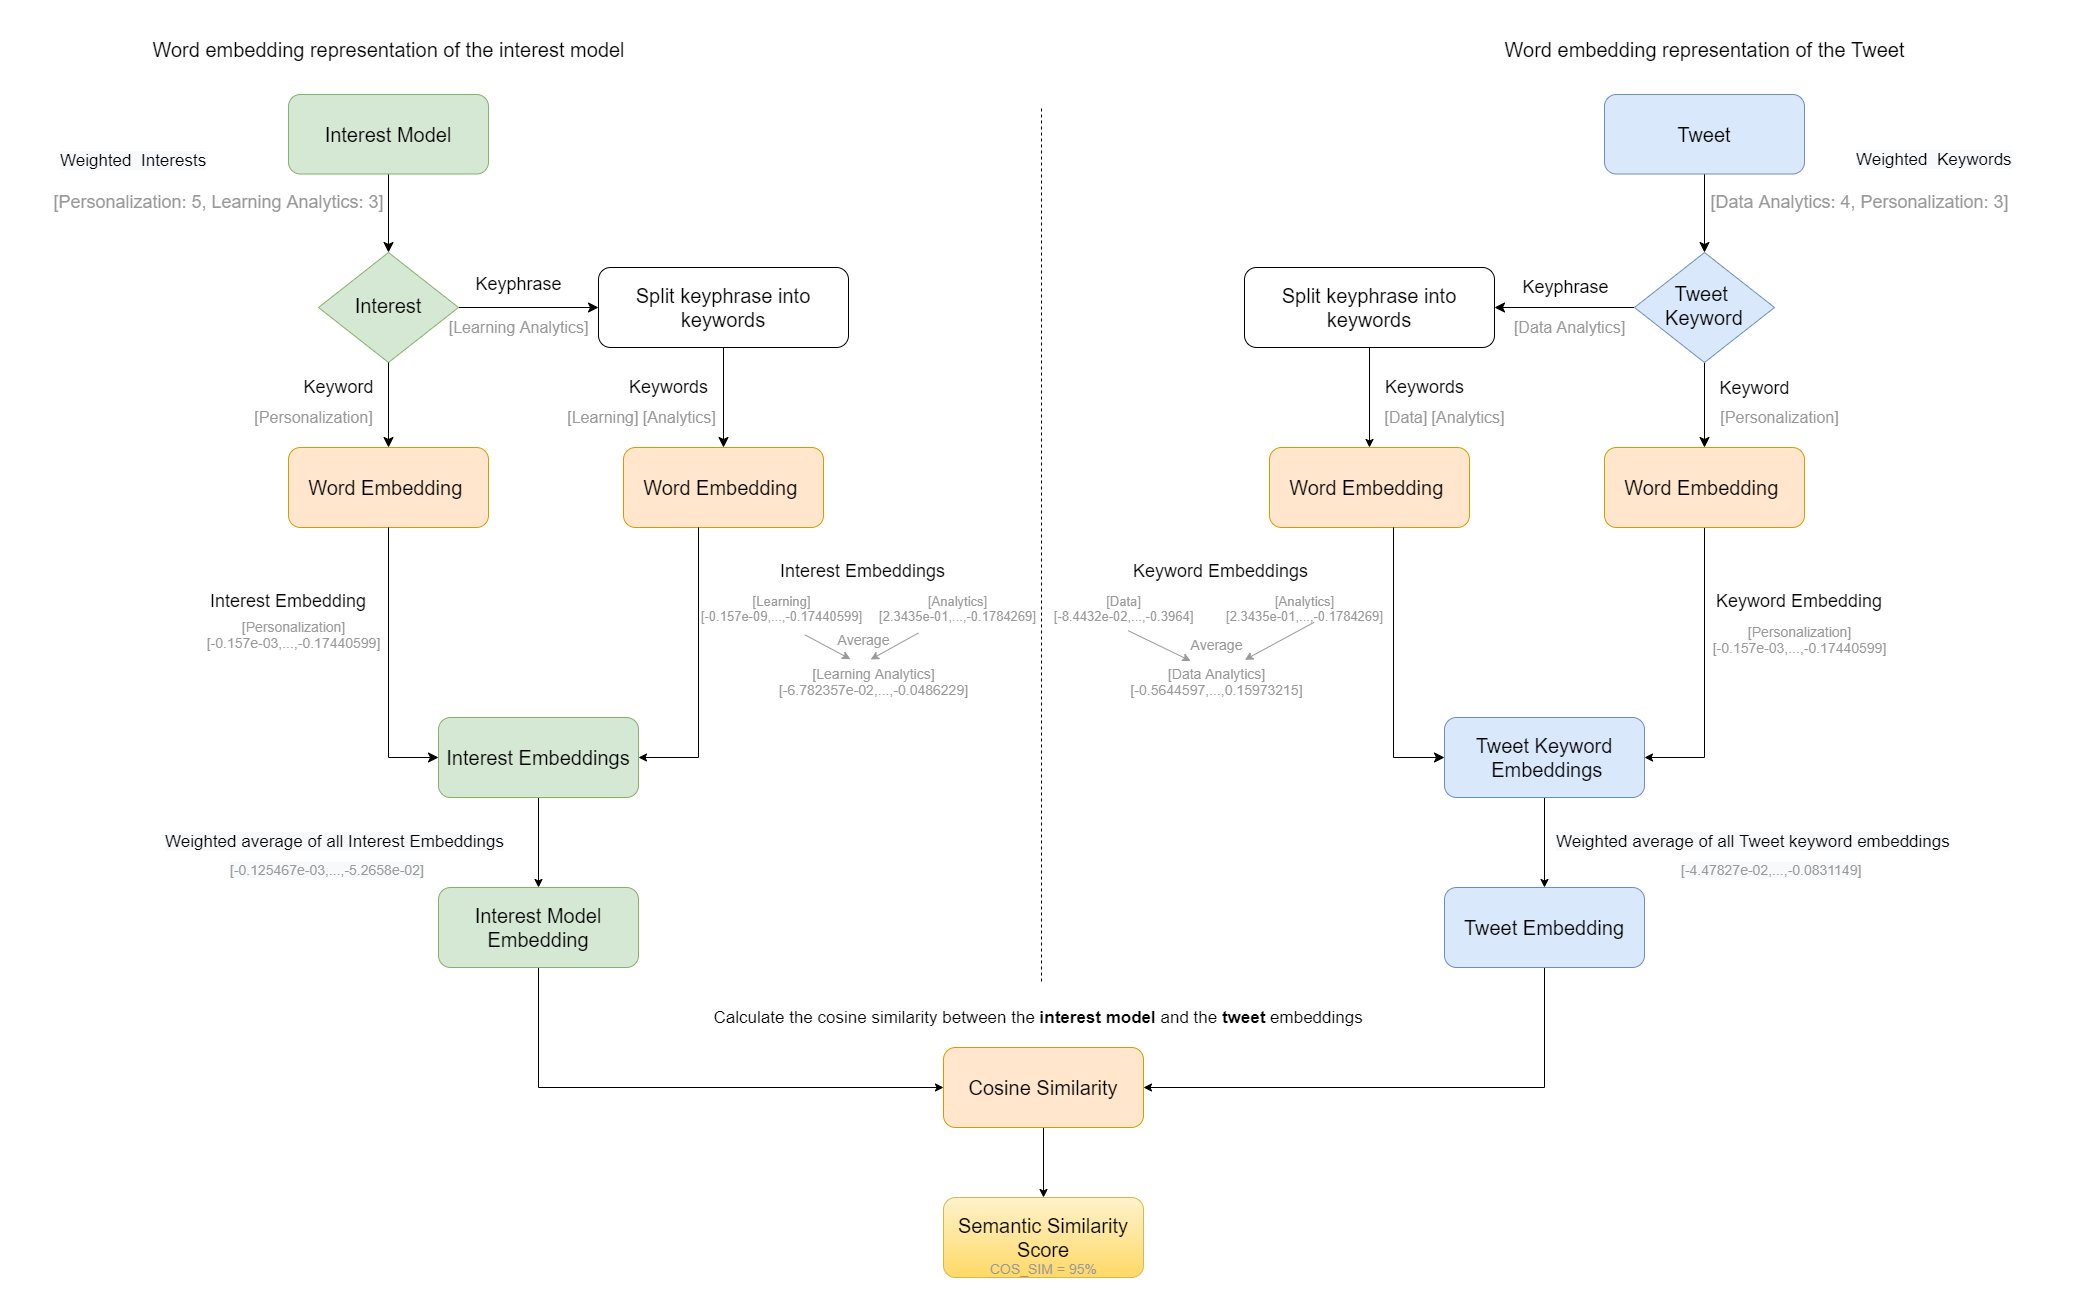 Word embedding representation of the interest model
Interest Model
Weighted  Interests
[Personalization: 5, Learning Analytics: 3]
Interest
Keyphrase
[Learning Analytics]
Split keyphrase into
keywords
Keyword
[Personalization]
Keywords
[Learning] [Analytics]
Word Embedding
Word Embedding
Interest Embedding
[Personalization]
[-0.157e-03,...,-0.17440599]
Interest Embeddings
[Learning]
[-0.157e-09,...,-0.17440599]
[Analytics]
[2.3435e-01,...,-0.1784269]
Average
[Learning Analytics]
[-6.782357e-02,...,-0.0486229]
Interest Embeddings
Weighted average of all Interest Embeddings
[-0.125467e-03,...,-5.2658e-02]
Interest Model
Embedding
Word embedding representation of the Tweet
Tweet
Weighted  Keywords
[Data Analytics: 4, Personalization: 3]
Tweet
Keyword
Keyphrase
[Data Analytics]
Split keyphrase into
keywords
Keywords
[Data] [Analytics]
Keyword
[Personalization]
Word Embedding
Word Embedding
Keyword Embeddings
[Data]
[-8.4432e-02,...,-0.3964]
[Analytics]
[2.3435e-01,...,-0.1784269]
Average
[Data Analytics]
[-0.5644597,...,0.15973215]
Keyword Embedding
[Personalization]
[-0.157e-03,...,-0.17440599]
Tweet Keyword
Embeddings
Weighted average of all Tweet keyword embeddings
[-4.47827e-02,...,-0.0831149]
Tweet Embedding
Calculate the cosine similarity between the interest model and the tweet embeddings
Cosine Similarity
Semantic Similarity
Score
COS_SIM = 95%